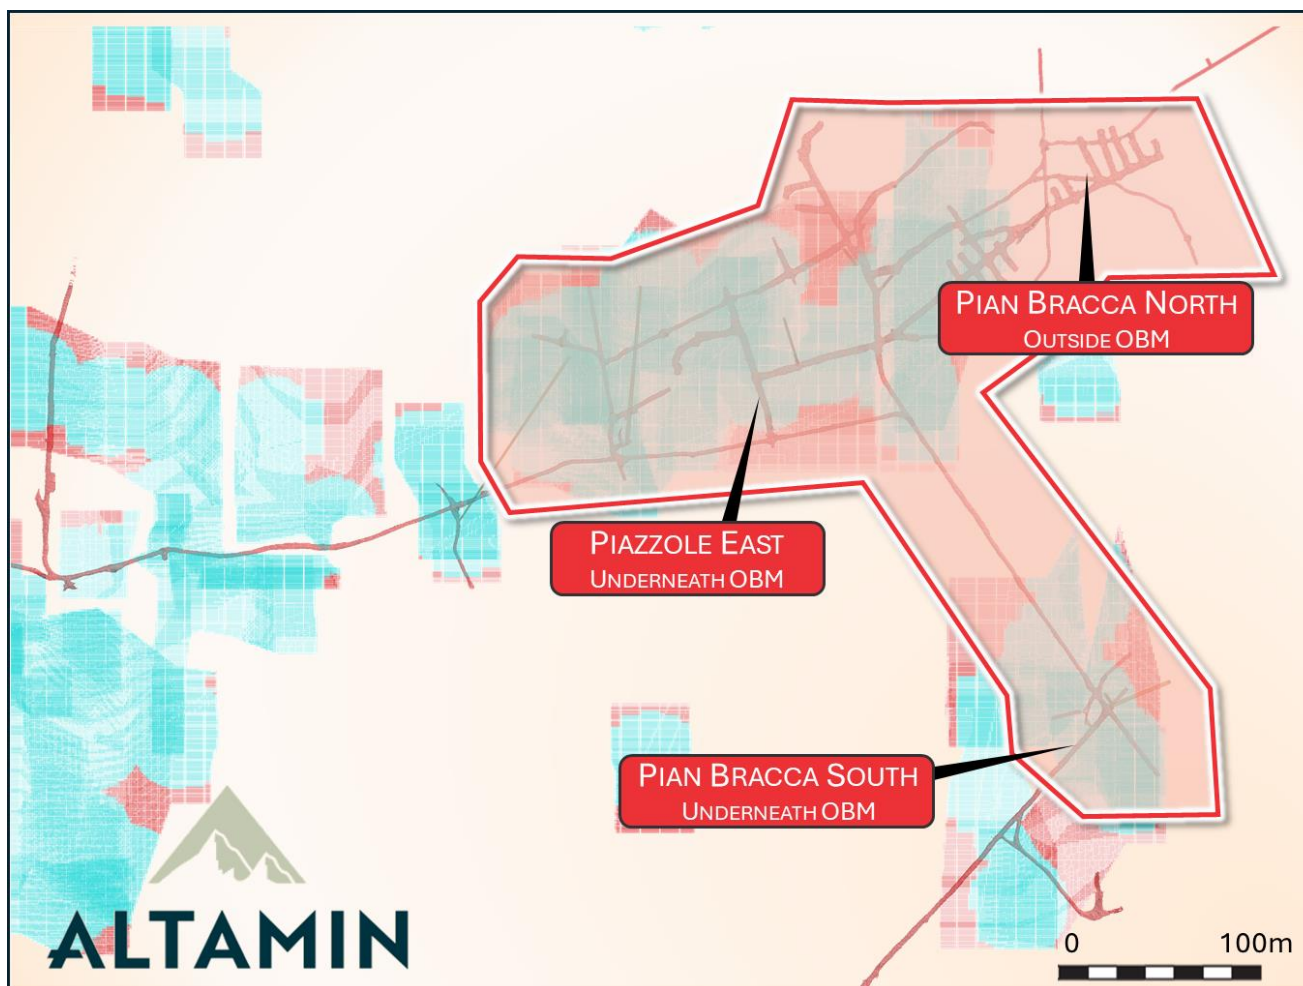 PIAN BRACCA NORTH
OUTSIDE OBM
PIAZZOLE EAST
UNDERNEATH OBM
PIAN BRACCA SOUTH
UNDERNEATH OBM
ALTAMIN
0 100m